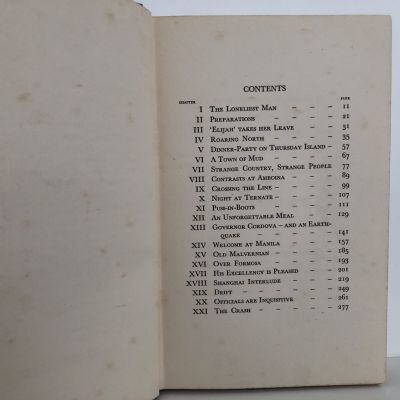 CONTENTS
CHAPTER PAGE
I THE LONELIEST MAN - - - 11
II PREPARATIONS - - - - 21
III 'ELIJAH' TAKES HER LEAVE - - 31
IV ROARING NORTH - - - - 35
V DINNER-PARTY ON THURSDAY ISLAND - 57
VI A TOWN OF MUD - - - - 67
VII STRANGE COUNTRY, STRANGE PEOPLE 77
VIII CONTRASTS AT AMBOINA - - - 89
IX CROSSING THE LINE - - - 99
X NIGHT AT TERNATE - - - - 107
XI PUSS-IN-BOOTS - - - - 111
XII AN UNFORGETTABLE MEAL - - 129
XIII GOVERNOR CORDOVA – AND AN EARTH-
QUAKE - - - - - 141
XIV WELCOME AT MANILA - - - 157
XV OLD MALVERNIAN - - - - 185
XVI OVER FORMOSA - - - - 193
XVII HIS EXCELLENCY IS PLEASED - - 201
XVIII SHANGHAI INTERLUDE - - - 219
XIX DRIFT - - - - - - 249
XX OFFICIALS ARE INQUISITIVE - - 261
XXI THE CRASH - - - - - 277